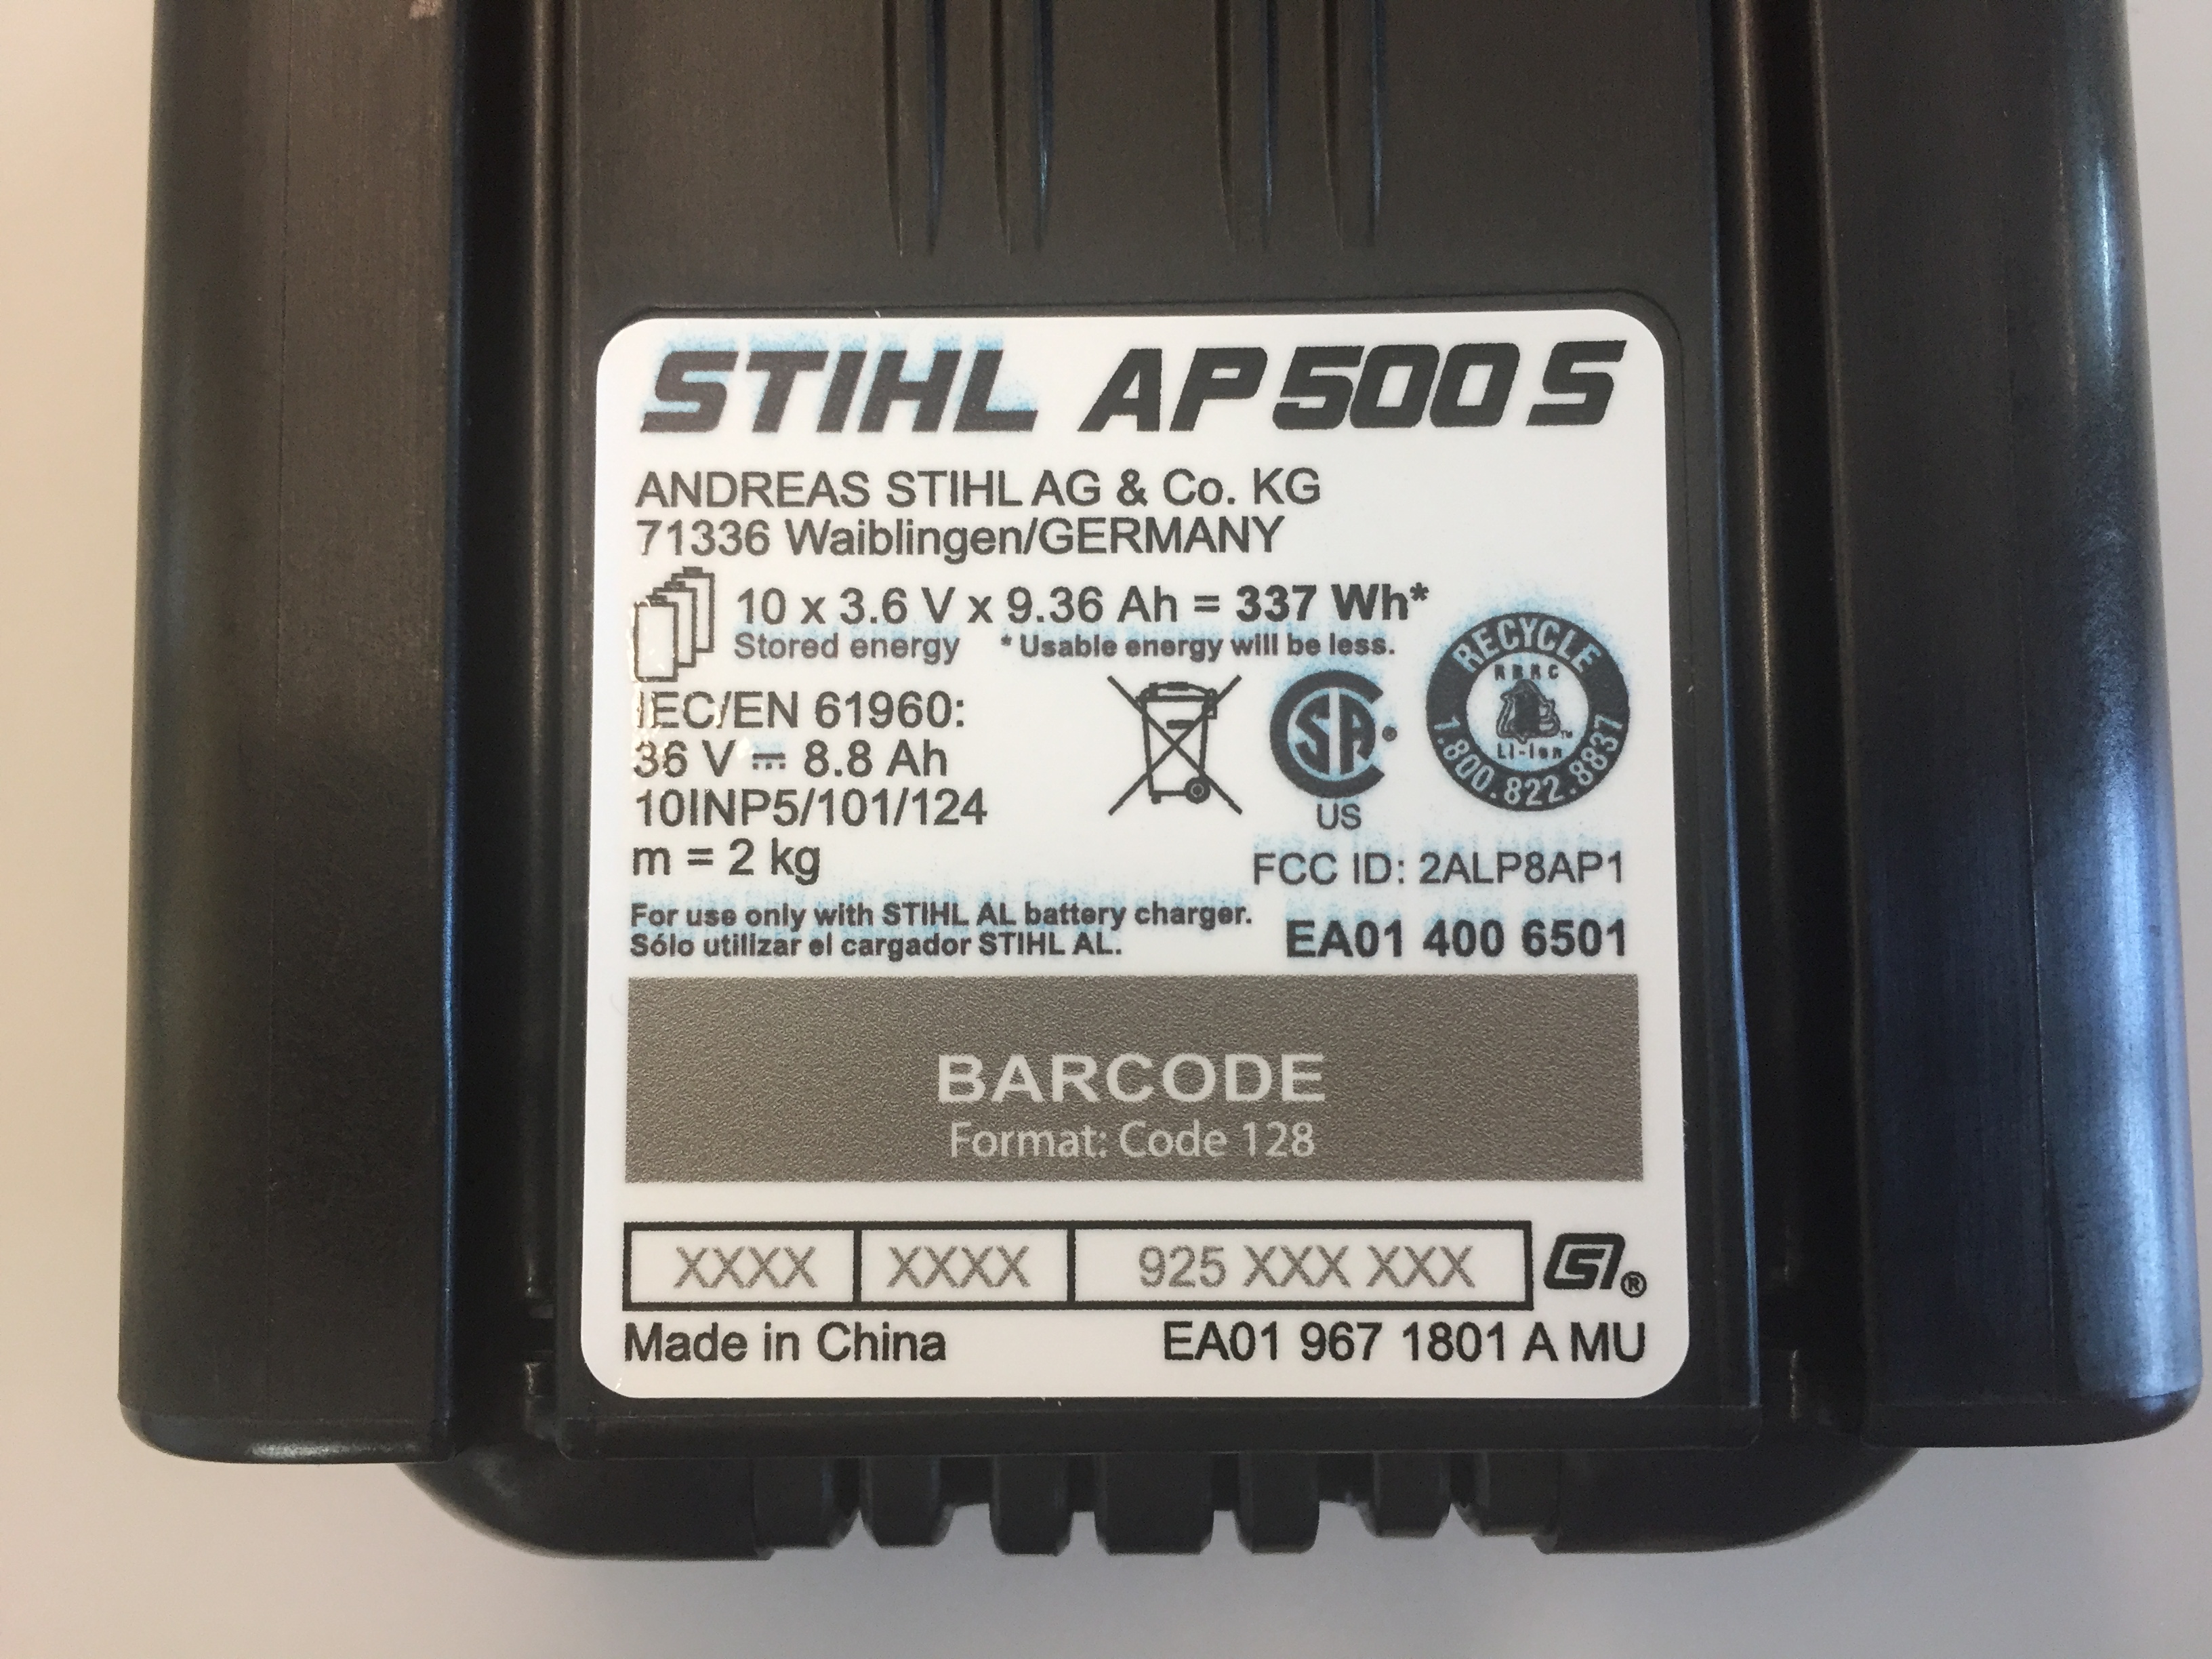 STIHL AP 500 S
ANDREAS STIHL AG & Co. KG
71336 Waiblingen/GERMANY
10 x 3.6 V x 9.36 Ah = 337 Wh*
Stored energy * Usable energy will be less.
IEC/EN 61960:
36 V ⎓ 8.8 Ah
10INP5/101/124
m = 2 kg
SA
US
RECYCLE
RBRC
Li-ion
1.800.822.8837
FCC ID: 2ALP8AP1
For use only with STIHL AL battery charger.
Sólo utilizar el cargador STIHL AL.
EA01 400 6501
BARCODE
Format: Code 128
XXXX XXXX 925 XXX XXX
Made in China EA01 967 1801 A MU